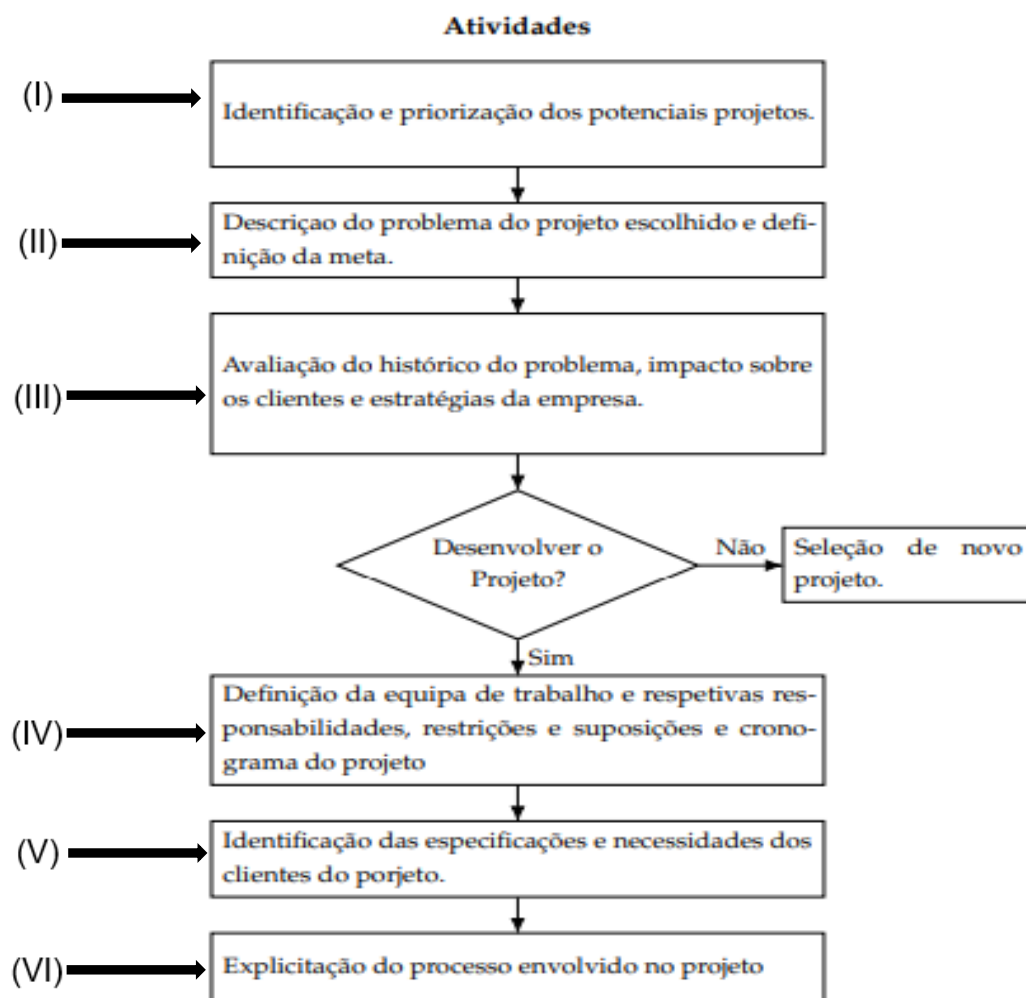 Atividades
(I)
Identificação e priorização dos potenciais projetos.
(II)
Descriçao do problema do projeto escolhido e defi-
nição da meta.
(III)
Avaliação do histórico do problema, impacto sobre
os clientes e estratégias da empresa.
Desenvolver o
Projeto?
Não
Seleção de novo
projeto.
Sim
(IV)
Definição da equipa de trabalho e respetivas res-
ponsabilidades, restrições e suposições e crono-
grama do projeto
(V)
Identificação das especificações e necessidades dos
clientes do porjeto.
(VI)
Explicitação do processo envolvido no projeto